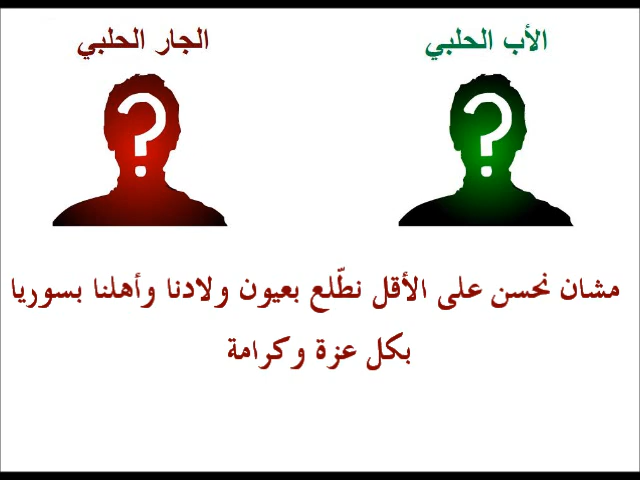 الأب الحلبي
الجار الحلبي
?
?
مشان نحسن على الأقل نطّلع بعيون ولادنا وأهلنا بسوريا
بكل عزة وكرامة